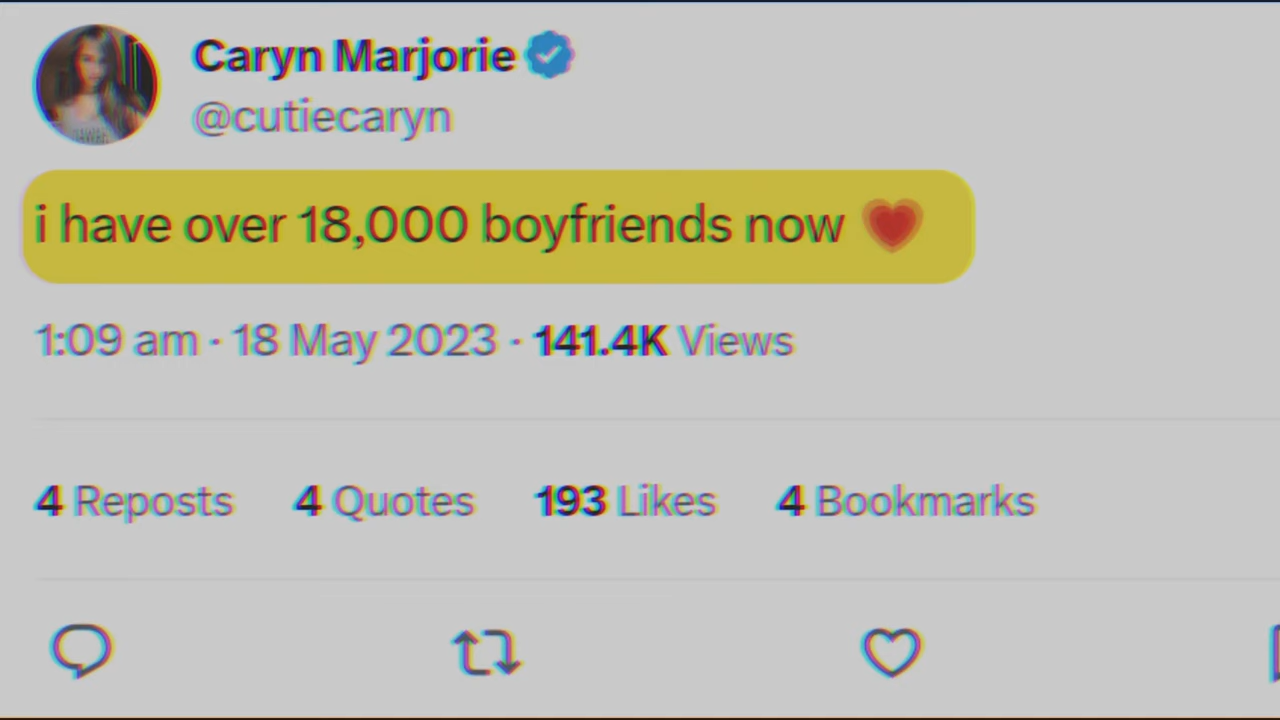 Caryn Marjorie
@cutiecaryn
i have over 18,000 boyfriends now ❤️
1:09 am · 18 May 2023 · 141.4K Views
4 Reposts 4 Quotes 193 Likes 4 Bookmarks